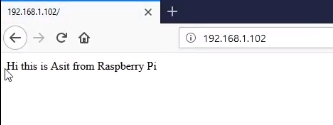 192.168.1.102/
192.168.1.102
Hi this is Asit from Raspberry Pi